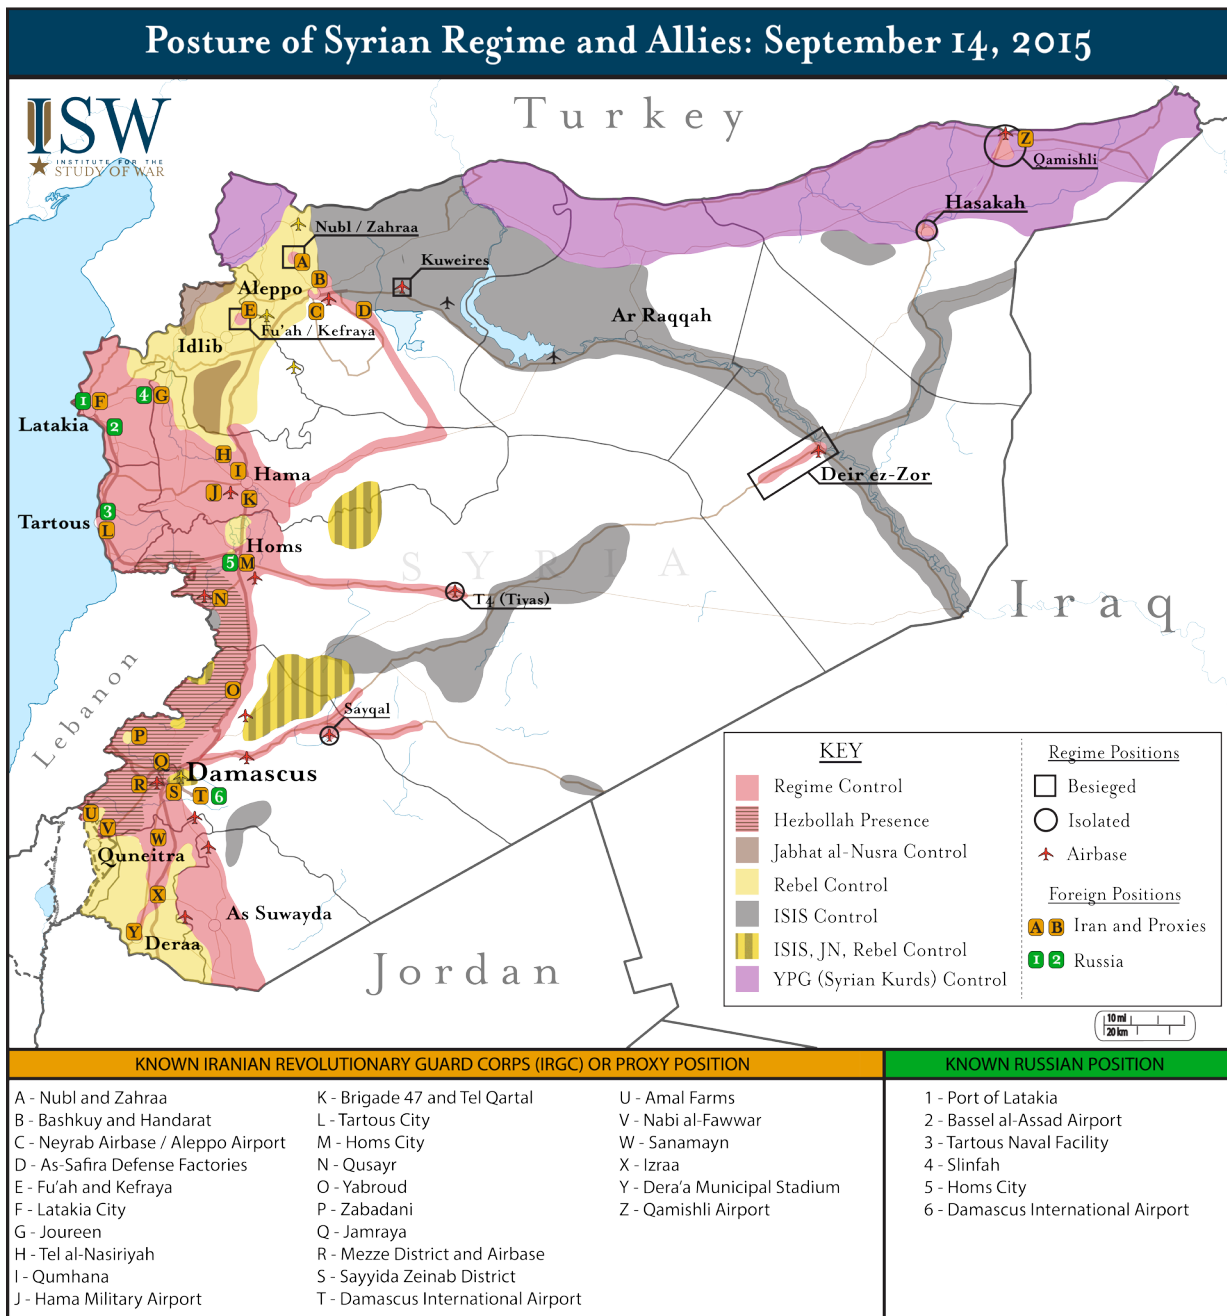 Posture of Syrian Regime and Allies: September 14, 2015
ISW
INSTITUTE FOR THE
STUDY OF WAR
Turkey
Z
Qamishli
Hasakah
Nubl / Zahraa
A
Kuweires
B
Aleppo
E
C
D
Fu'ah / Kefraya
Ar Raqqah
Idlib
1
F
4
G
Latakia
2
H
I
Hama
Deir ez-Zor
J
K
3
Tartous
L
Homs
5
M
SYRIA
N
T4 (Tiyas)
Iraq
Lebanon
O
Sayqal
P
Q
Damascus
R
S
T
6
U
V
W
Quneitra
X
As Suwayda
Y
Deraa
Jordan
KEY
Regime Control
Hezbollah Presence
Jabhat al-Nusra Control
Rebel Control
ISIS Control
ISIS, JN, Rebel Control
YPG (Syrian Kurds) Control
Regime Positions
Besieged
Isolated
Airbase
Foreign Positions
A B Iran and Proxies
1 2 Russia
10 mi
20 km
KNOWN IRANIAN REVOLUTIONARY GUARD CORPS (IRGC) OR PROXY POSITION
A - Nubl and Zahraa
B - Bashkuy and Handarat
C - Neyrab Airbase / Aleppo Airport
D - As-Safira Defense Factories
E - Fu'ah and Kefraya
F - Latakia City
G - Joureen
H - Tel al-Nasiriyah
I - Qumhana
J - Hama Military Airport
K - Brigade 47 and Tel Qartal
L - Tartous City
M - Homs City
N - Qusayr
O - Yabroud
P - Zabadani
Q - Jamraya
R - Mezze District and Airbase
S - Sayyida Zeinab District
T - Damascus International Airport
U - Amal Farms
V - Nabi al-Fawwar
W - Sanamayn
X - Izraa
Y - Dera'a Municipal Stadium
Z - Qamishli Airport
KNOWN RUSSIAN POSITION
1 - Port of Latakia
2 - Bassel al-Assad Airport
3 - Tartous Naval Facility
4 - Slinfah
5 - Homs City
6 - Damascus International Airport